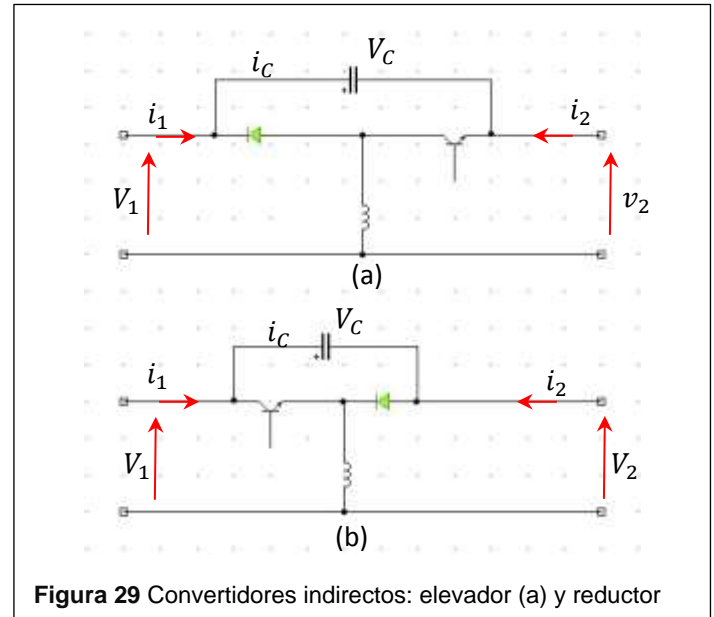 i_C V_C
i_1 i_2
V_1 v_2
(a)
i_C V_C
i_1 i_2
V_1 V_2
(b)
Figura 29 Convertidores indirectos: elevador (a) y reductor